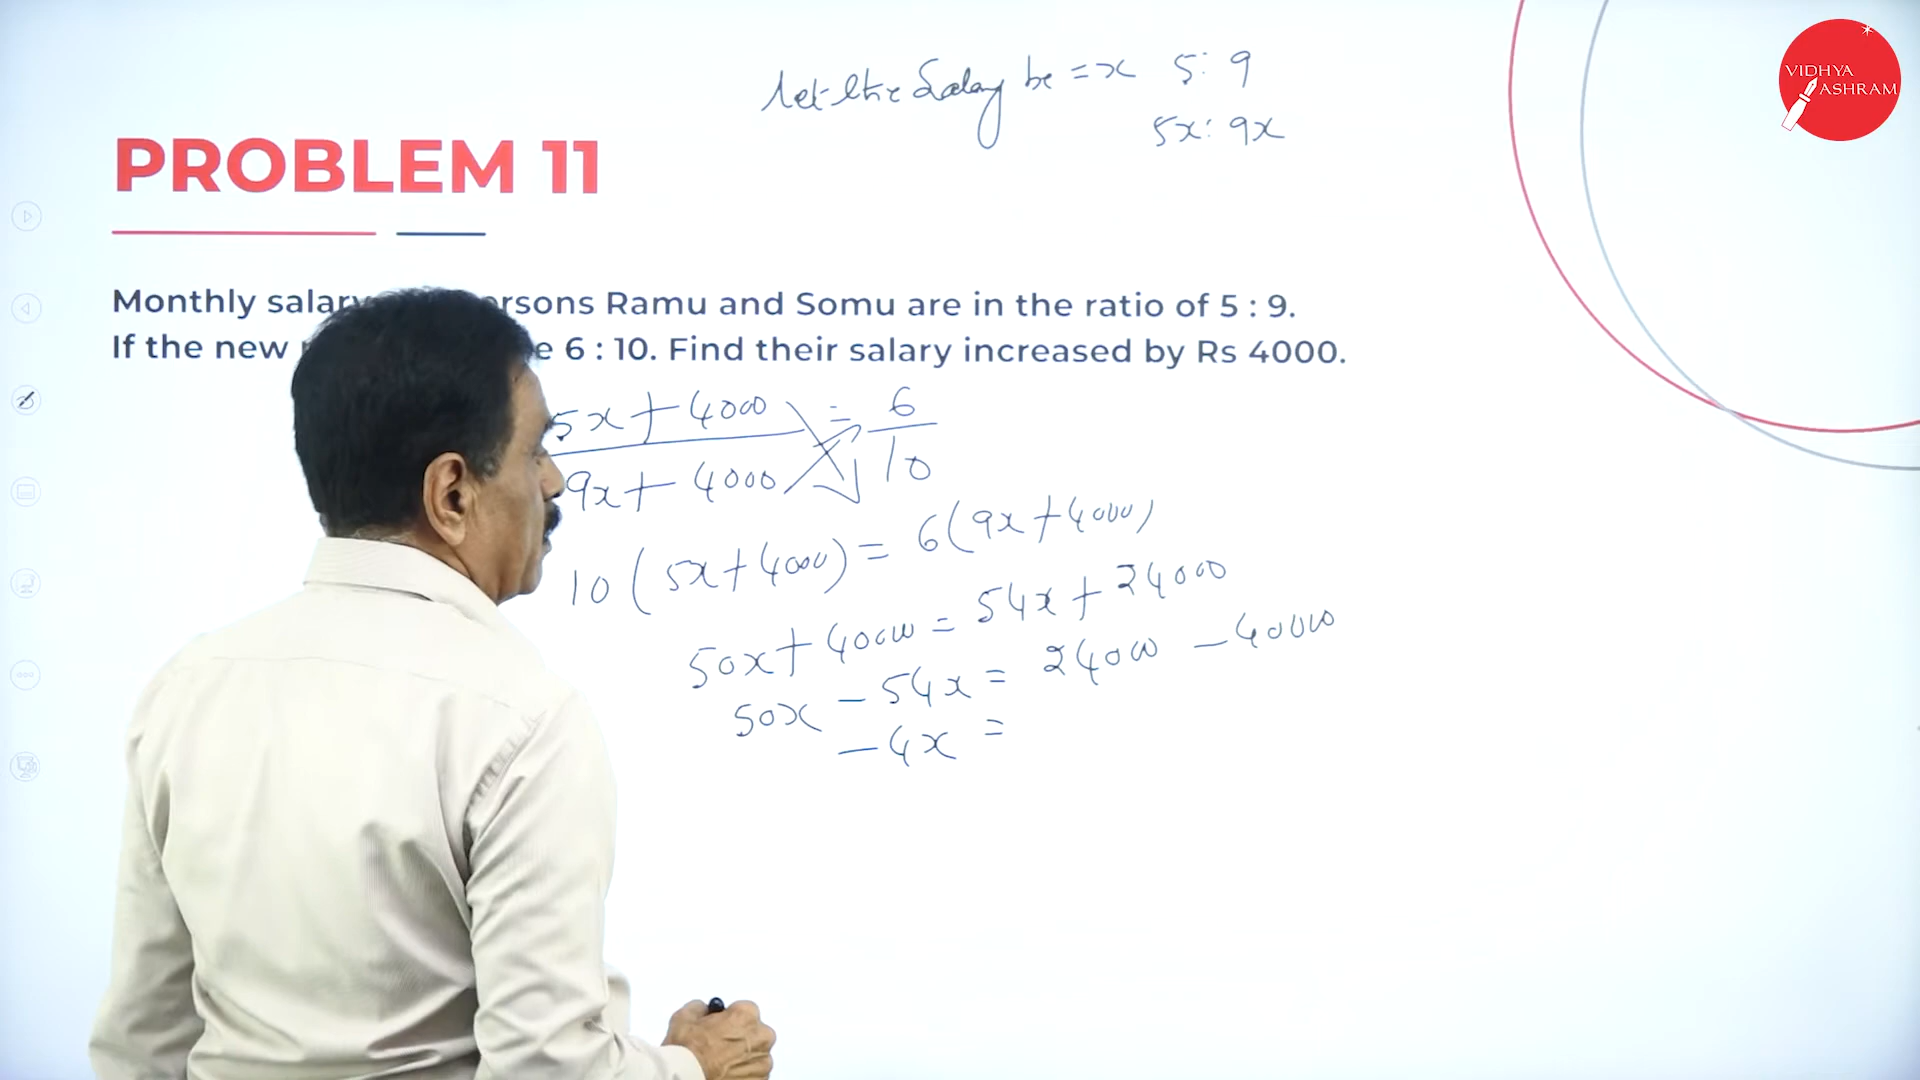 Let the Salary be = x 5: 9
5x: 9x
VIDHYA
ASHRAM
PROBLEM 11
Monthly salary rsons Ramu and Somu are in the ratio of 5 : 9.
If the new e 6 : 10. Find their salary increased by Rs 4000.
5x+4000 = 6
9x+ 4000 10
10 ( 5x+4000) = 6(9x+4000)
50x+ 40000 = 54x+ 24000
50x - 54x = 24000 - 40000
-4x =